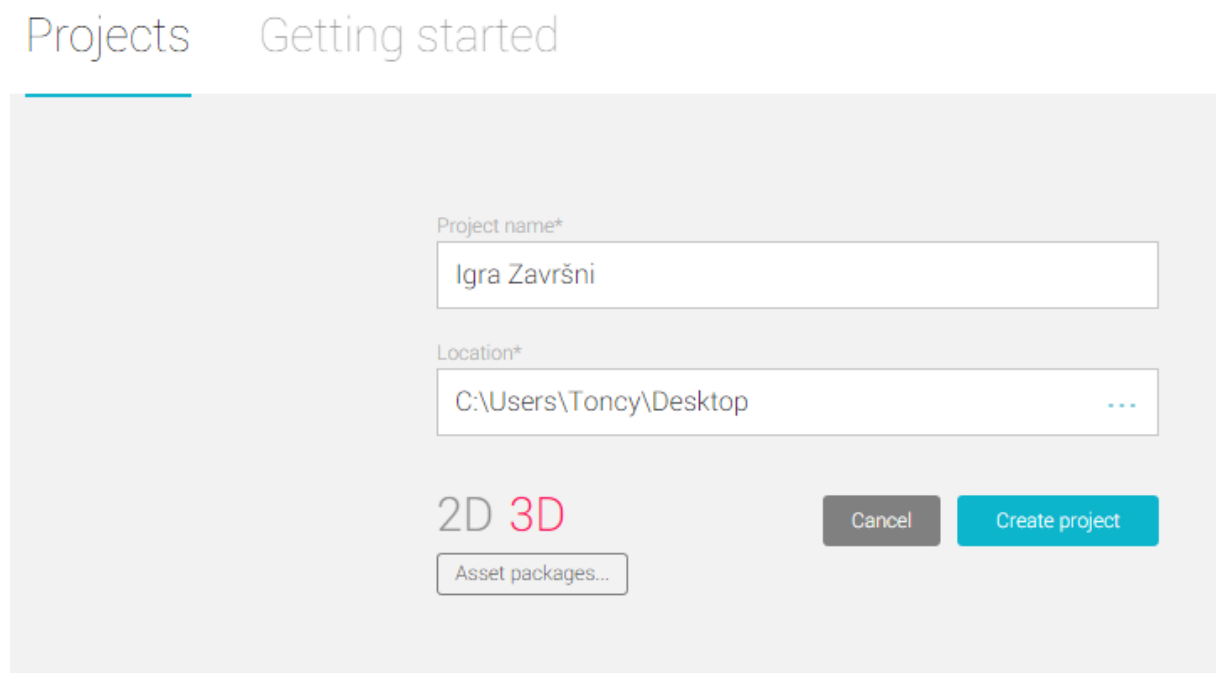 Projects Getting started
Project name*
Igra Završni
Location*
C:\Users\Toncy\Desktop ...
2D 3D Cancel Create project
Asset packages...